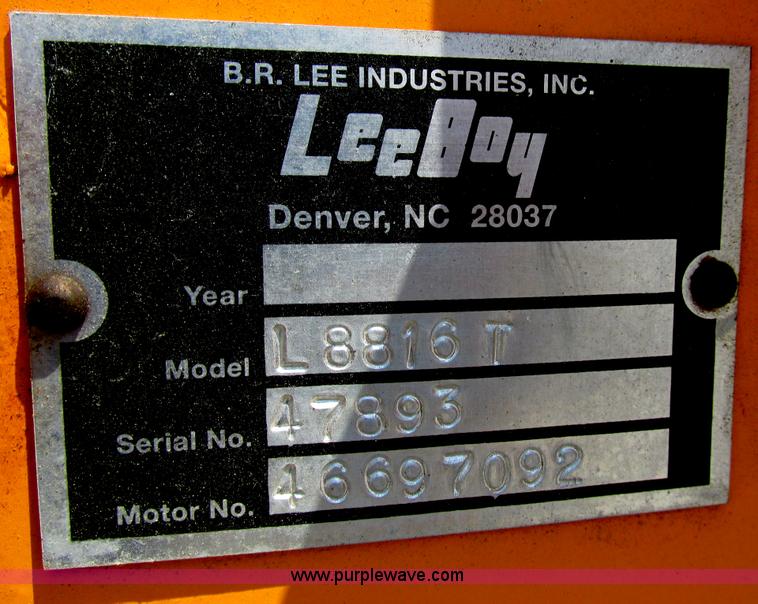 B.R. LEE INDUSTRIES, INC.
LeeBoy
Denver, NC 28037
Year
Model L8816 T
Serial No. 47893
Motor No. 46697092
www.purplewave.com